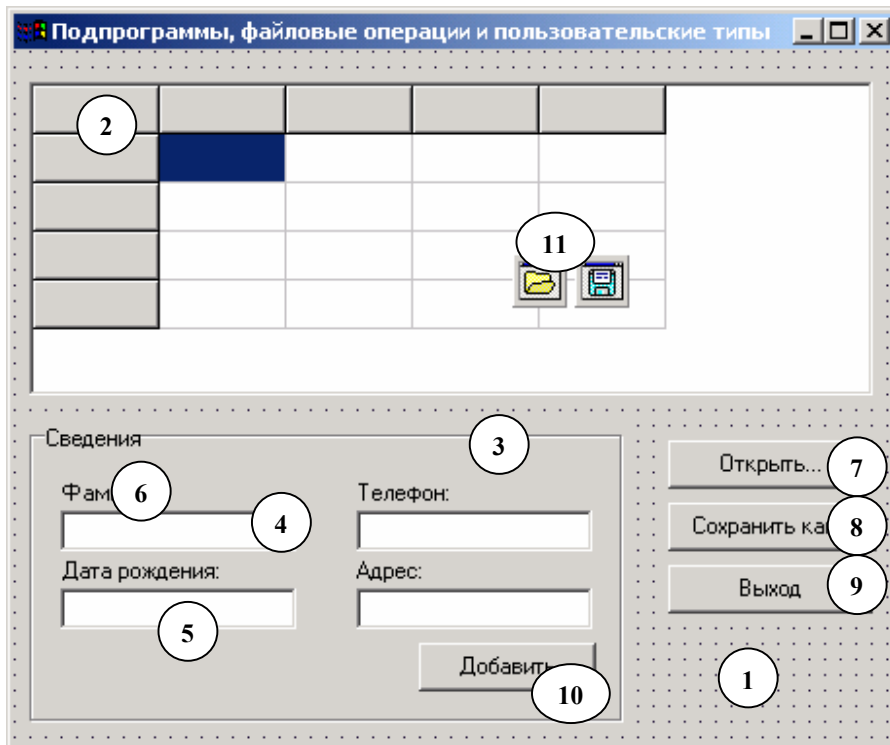 Подпрограммы, файловые операции и пользовательские типы
2
11
Сведения
3
6
Телефон:
4
Дата рождения:
Адрес:
5
Добавить
10
Открыть...
7
Сохранить
8
Выход
9
1